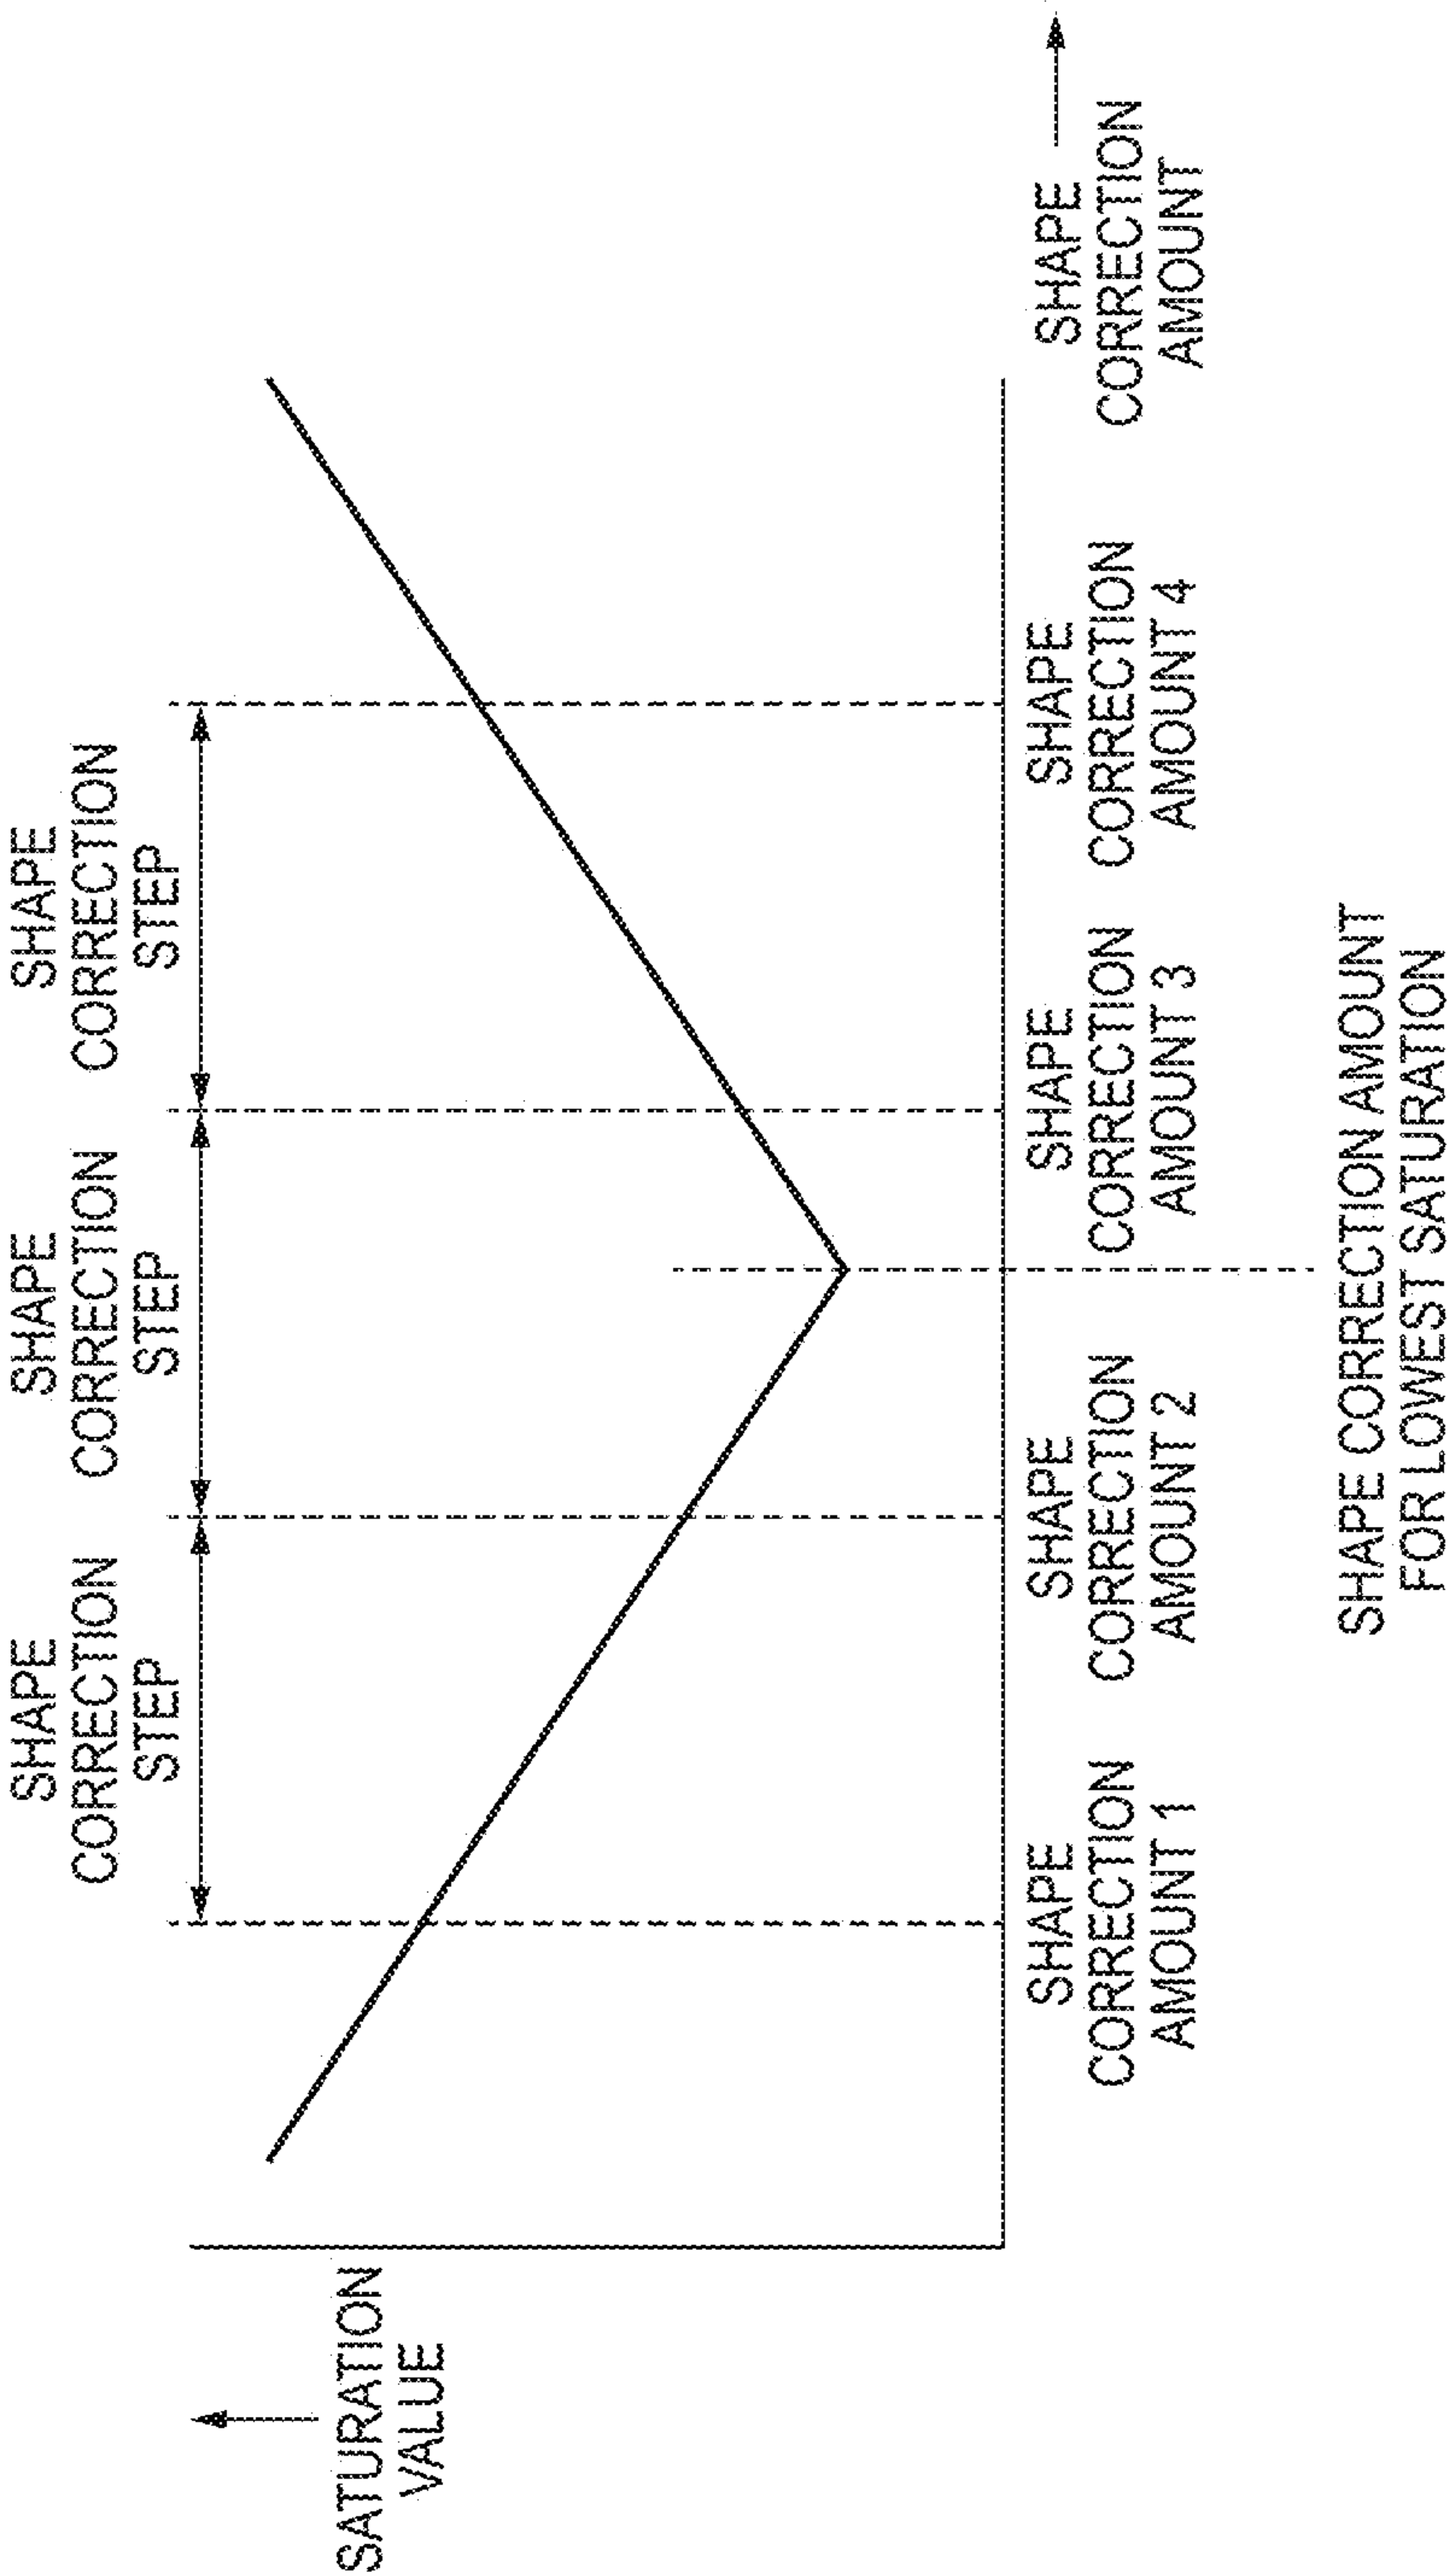 SHAPE
CORRECTION
STEP
SHAPE
CORRECTION
STEP
SHAPE
CORRECTION
STEP
SATURATION
VALUE
SHAPE
CORRECTION
AMOUNT 1
SHAPE
CORRECTION
AMOUNT 2
SHAPE
CORRECTION
AMOUNT 3
SHAPE
CORRECTION
AMOUNT 4
SHAPE
CORRECTION
AMOUNT
SHAPE CORRECTION AMOUNT
FOR LOWEST SATURATION